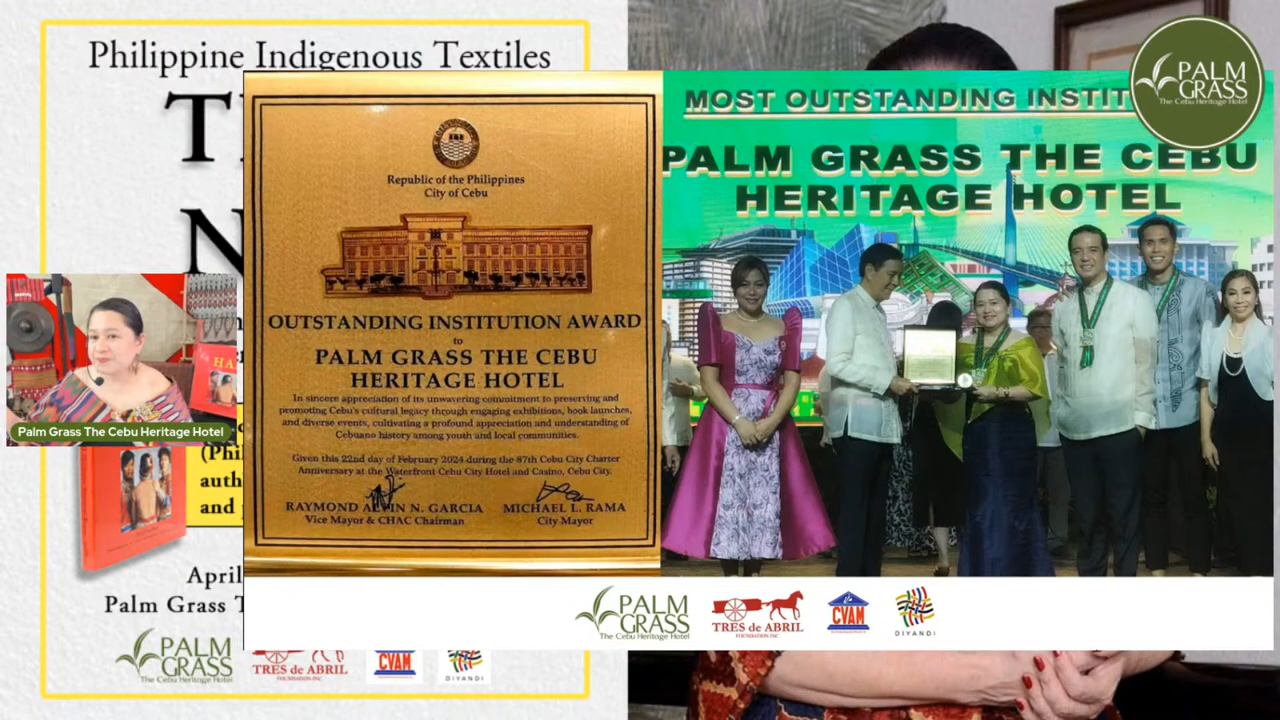 Philippine Indigenous Textiles
Republic of the Philippines
City of Cebu
OUTSTANDING INSTITUTION AWARD
to
PALM GRASS THE CEBU
HERITAGE HOTEL
In sincere appreciation of its unwavering commitment to preserving and
promoting Cebu's cultural legacy through engaging exhibitions, book launches,
and diverse events, cultivating a profound appreciation and understanding of
Cebuano history among youth and local communities.
Given this 22nd day of February 2024 during the 87th Cebu City Charter
Anniversary at the Waterfront Cebu City Hotel and Casino, Cebu City.
RAYMOND ALVIN N. GARCIA
Vice Mayor & CHAC Chairman
MICHAEL L. RAMA
City Mayor
MOST OUTSTANDING INSTIT
PALM GRASS THE CEBU
HERITAGE HOTEL
PALM
GRASS
The Cebu Heritage Hotel
HA
Palm Grass The Cebu Heritage Hotel
(Phil
auth
and
April
Palm Grass T
PALM
GRASS
The Cebu Heritage Hotel
TRES de ABRIL
FOUNDATION INC.
CVAM
DIYANDI
PALM
GRASS
The Cebu Heritage Hotel
TRES de ABRIL
FOUNDATION INC.
CVAM
DIYANDI